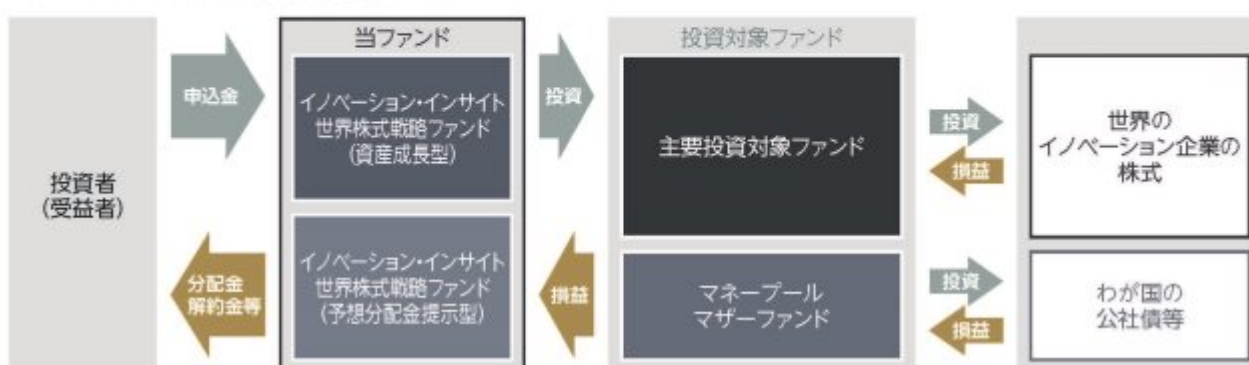 投資者
(受益者)
申込金
分配金
解約金等
当ファンド
イノベーション・インサイト
世界株式戦略ファンド
(資産成長型)
イノベーション・インサイト
世界株式戦略ファンド
(予想分配金提示型)
投資
損益
投資対象ファンド
主要投資対象ファンド
マネープール
マザーファンド
投資
損益
投資
損益
世界の
イノベーション企業の
株式
わが国の
公社債等